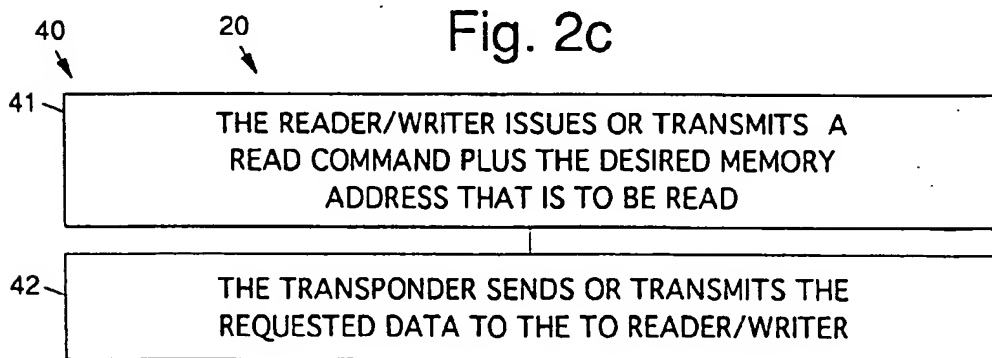 Fig. 2c
40
20
41
THE READER/WRITER ISSUES OR TRANSMITS A
READ COMMAND PLUS THE DESIRED MEMORY
ADDRESS THAT IS TO BE READ
42
THE TRANSPONDER SENDS OR TRANSMITS THE
REQUESTED DATA TO THE TO READER/WRITER